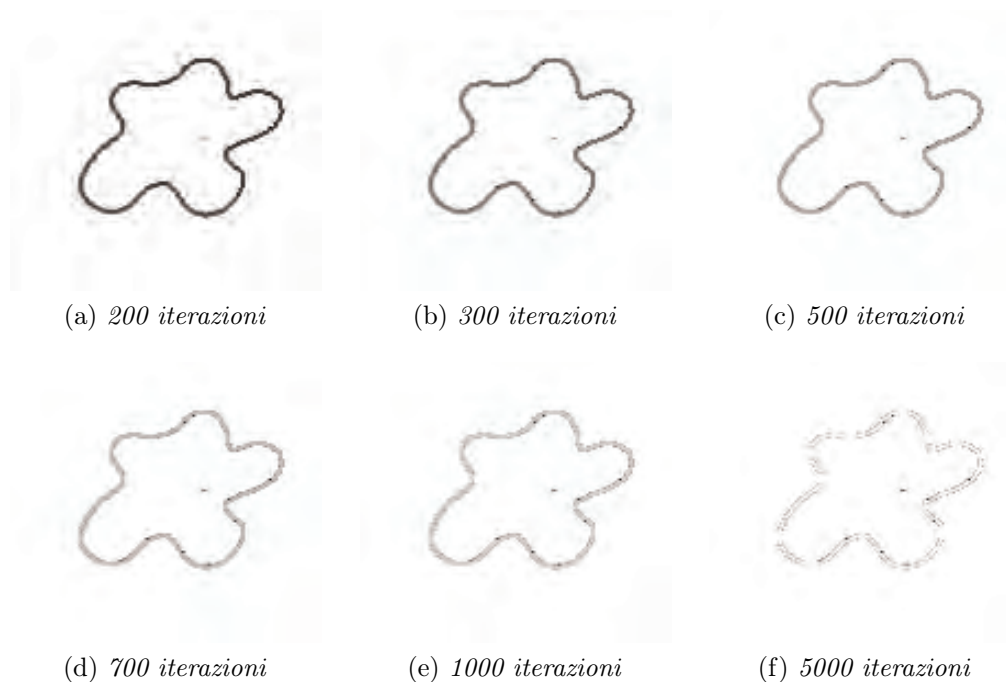 (a) 200 iterazioni
(b) 300 iterazioni
(c) 500 iterazioni
(d) 700 iterazioni
(e) 1000 iterazioni
(f) 5000 iterazioni